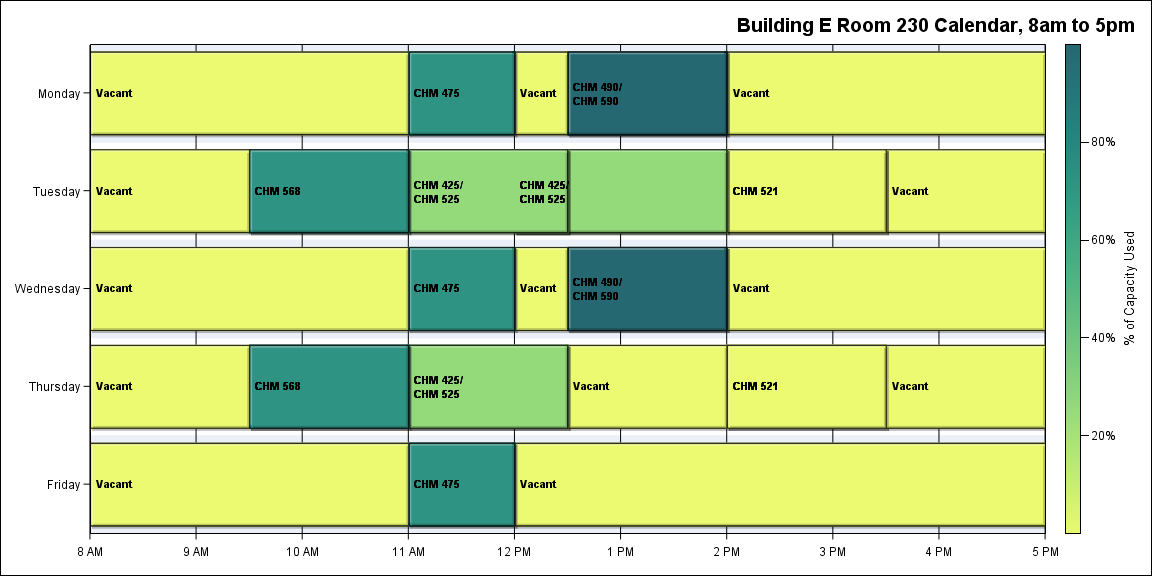 Building E Room 230 Calendar, 8am to 5pm
Monday
Vacant
CHM 475
Vacant
CHM 490/
CHM 590
Vacant
Tuesday
Vacant
CHM 568
CHM 425/
CHM 525
CHM 425/
CHM 525
CHM 521
Vacant
Wednesday
Vacant
CHM 475
Vacant
CHM 490/
CHM 590
Vacant
Thursday
Vacant
CHM 568
CHM 425/
CHM 525
Vacant
CHM 521
Vacant
Friday
Vacant
CHM 475
Vacant
8 AM
9 AM
10 AM
11 AM
12 PM
1 PM
2 PM
3 PM
4 PM
5 PM
80%
60%
40%
20%
% of Capacity Used